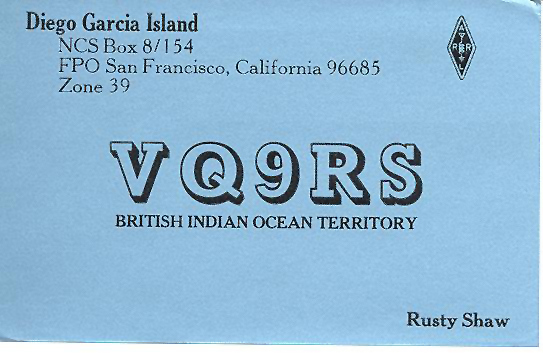 Diego Garcia Island
NCS Box 8/154
FPO San Francisco, California 96685
Zone 39
A
R R
L
VQ9RS
BRITISH INDIAN OCEAN TERRITORY
Rusty Shaw